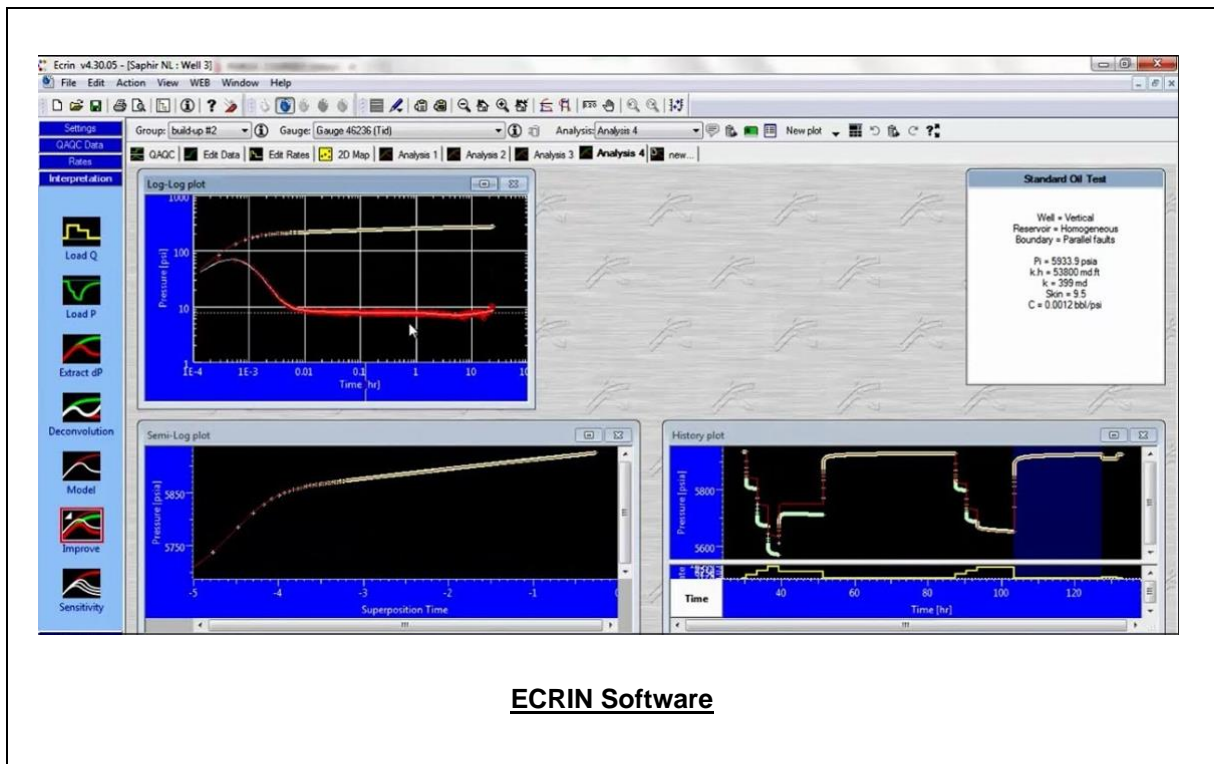 Ecrin v4.30.05 - [Saphir NL : Well 3]
File Edit Action View WEB Window Help
Settings
QAQC Data
Rates
Interpretation
Load Q
Load P
Extract dP
Deconvolution
Model
Improve
Sensitivity
Group: build-up #2 Gauge: Gauge 46236 (Tid) Analysis: Analysis 4 New plot
QAQC Edit Data Edit Rates 2D Map Analysis 1 Analysis 2 Analysis 3 Analysis 4 new...
Log-Log plot
1000
100
10
1
Pressure [psi]
1E-4 1E-3 0.01 0.1 1 10 10
Time [hr]
Standard Oil Test
Well = Vertical
Reservoir = Homogeneous
Boundary = Parallel faults
Pi = 5933.9 psia
k.h = 53800 md.ft
k = 399 md
Skin = 9.5
C = 0.0012 bbl/psi
Semi-Log plot
5850
5750
Pressure [psia]
-5 -4 -3 -2 -1 0
Superposition Time
History plot
5800
5600
Pressure [psia]
Time
40 60 80 100 120
Time [hr]
ECRIN Software